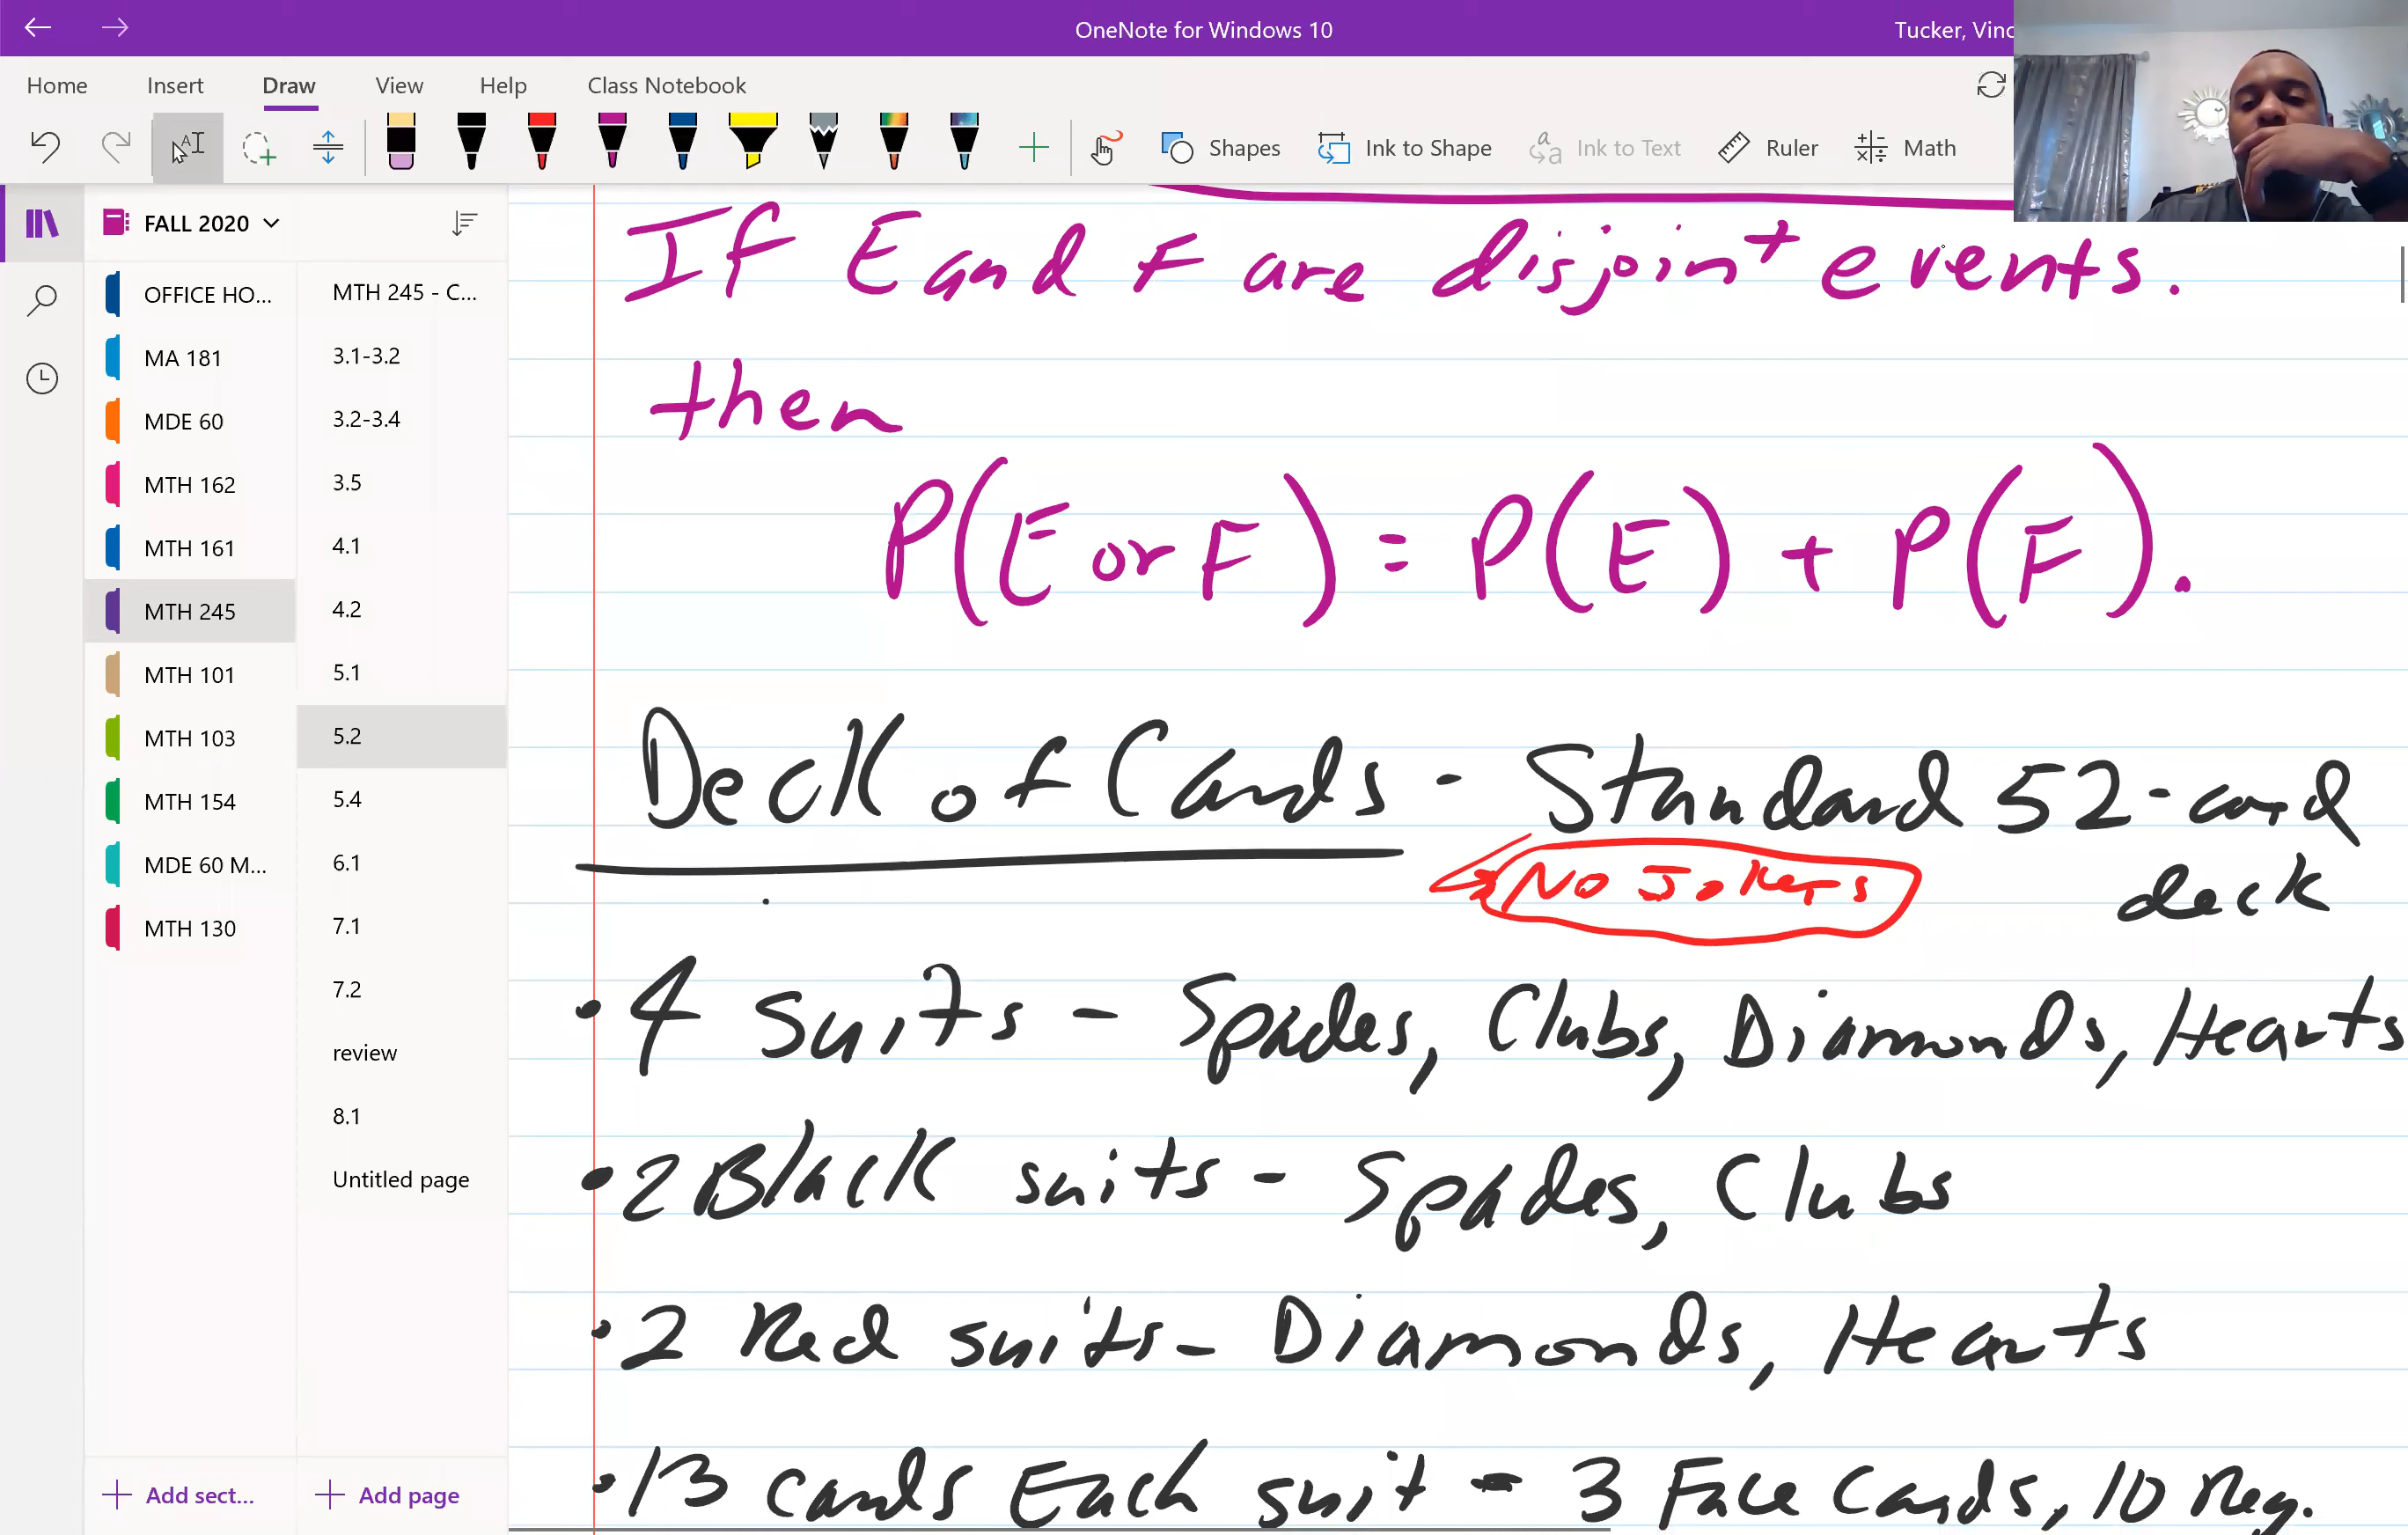 OneNote for Windows 10
Tucker, Vinc
Home Insert Draw View Help Class Notebook
Shapes Ink to Shape Ink to Text Ruler Math
FALL 2020
OFFICE HO...
MA 181
MDE 60
MTH 162
MTH 161
MTH 245
MTH 101
MTH 103
MTH 154
MDE 60 M...
MTH 130
Add sect...
MTH 245 - C...
3.1-3.2
3.2-3.4
3.5
4.1
4.2
5.1
5.2
5.4
6.1
7.1
7.2
review
8.1
Untitled page
Add page
If E and F are disjoint events.
then
P(E or F) = P(E) + P(F).
Deck of Cards - Standard 52-card
deck
No Jokers
• 4 suits - Spades, Clubs, Diamonds, Hearts
• 2 Black suits - Spades, Clubs
• 2 Red suits - Diamonds, Hearts
• 13 cards Each suit - 3 Face Cards, 10 Reg.